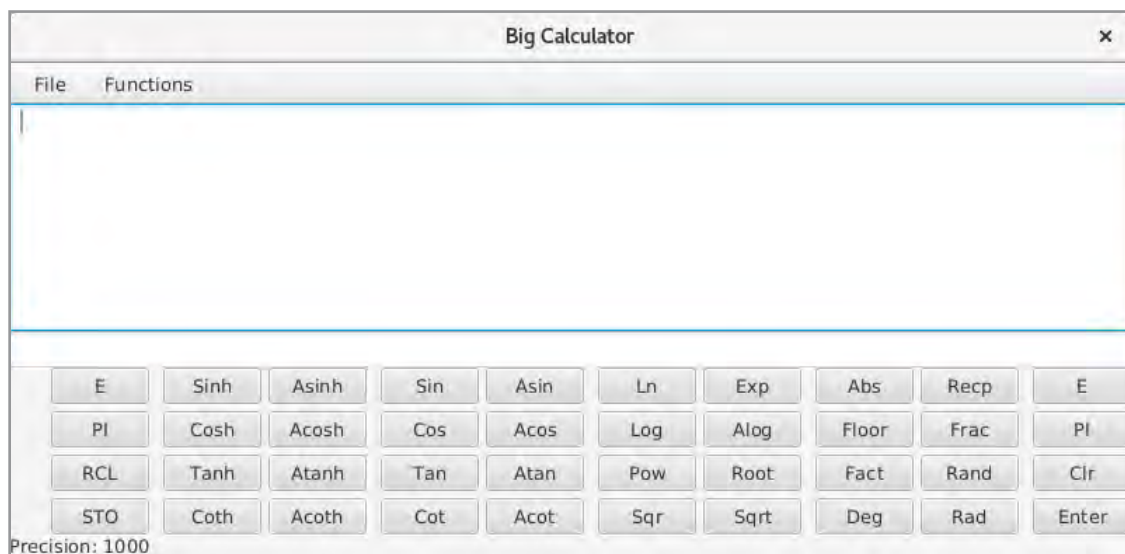 Big Calculator ×
File Functions
E Sinh Asinh Sin Asin Ln Exp Abs Recp E
PI Cosh Acosh Cos Acos Log Alog Floor Frac PI
RCL Tanh Atanh Tan Atan Pow Root Fact Rand Clr
STO Coth Acoth Cot Acot Sqr Sqrt Deg Rad Enter
Precision: 1000